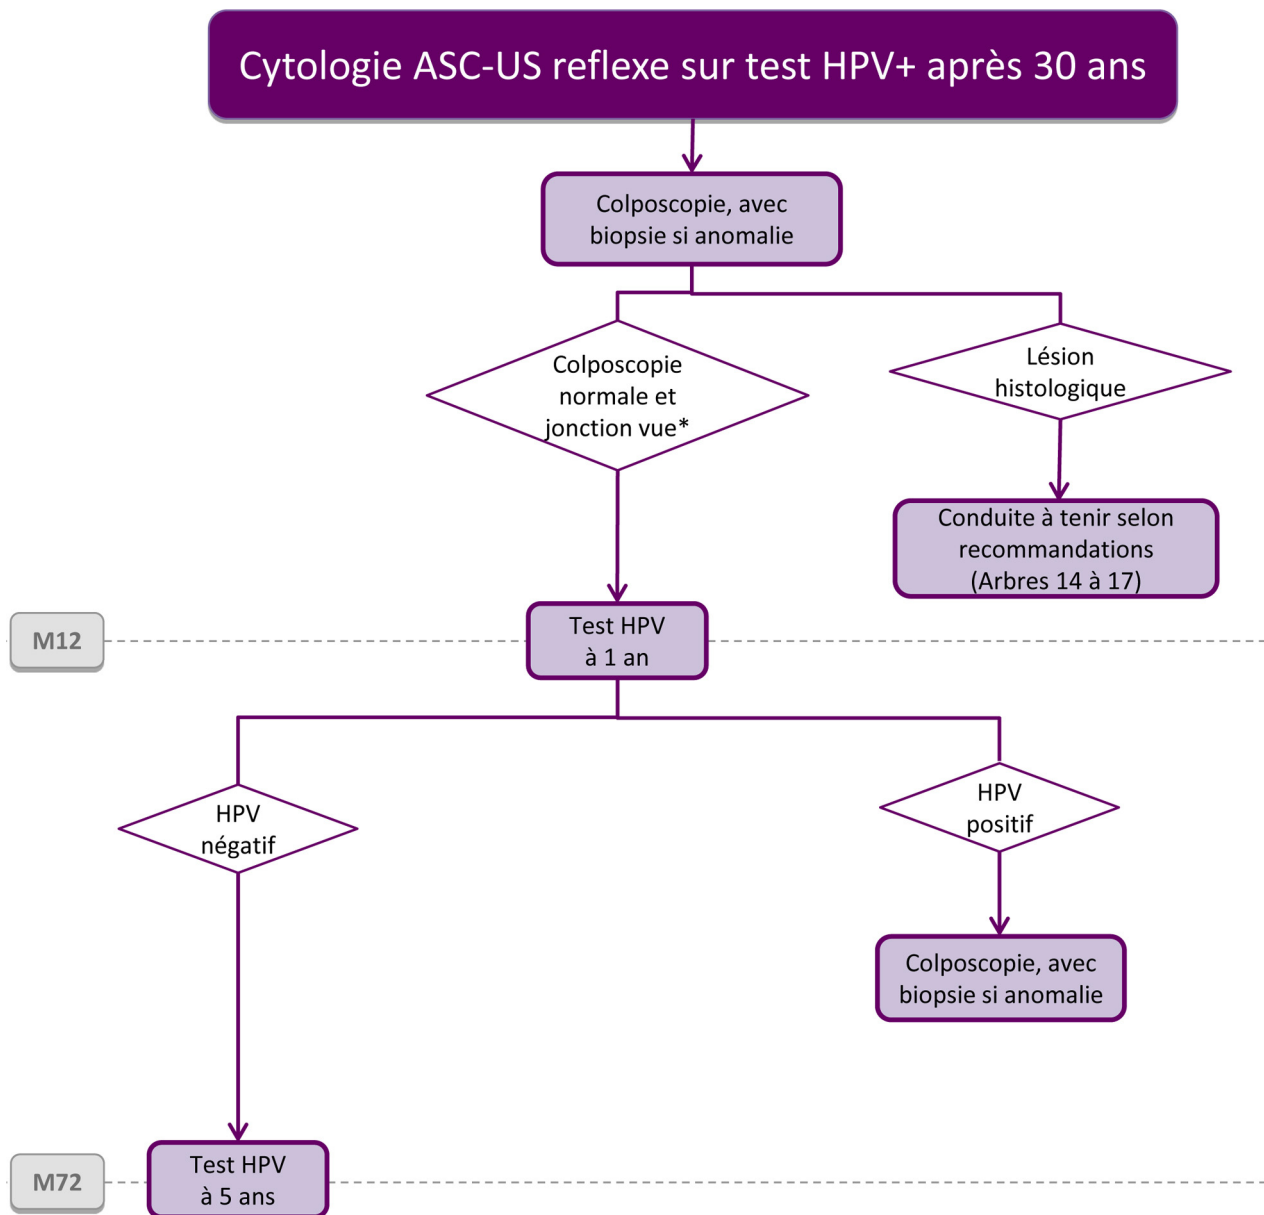 Cytologie ASC-US reflexe sur test HPV+ après 30 ans
Colposcopie, avec
biopsie si anomalie
Colposcopie
normale et
jonction vue*
Lésion
histologique
Conduite à tenir selon
recommandations
(Arbres 14 à 17)
M12
Test HPV
à 1 an
HPV
négatif
HPV
positif
Colposcopie, avec
biopsie si anomalie
M72
Test HPV
à 5 ans